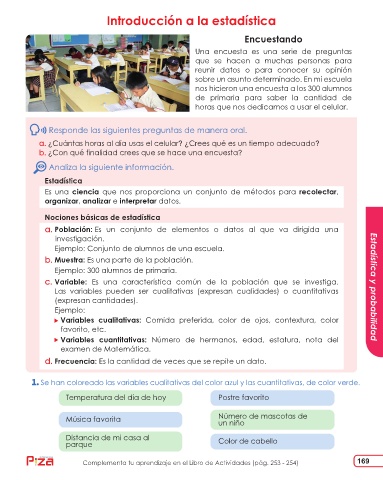 Introducción a la estadística
Encuestando
Una encuesta es una serie de preguntas
que se hacen a muchas personas para
reunir datos o para conocer su opinión
sobre un asunto determinado. En mi escuela
nos hicieron una encuesta a los 300 alumnos
de primaria para saber la cantidad de
horas que nos dedicamos a usar el celular.
Responde las siguientes preguntas de manera oral.
a. ¿Cuántas horas al día usas el celular? ¿Crees qué es un tiempo adecuado?
b. ¿Con qué finalidad crees que se hace una encuesta?
Analiza la siguiente información.
Estadística
Es una ciencia que nos proporciona un conjunto de métodos para recolectar,
organizar, analizar e interpretar datos.
Nociones básicas de estadística
a. Población: Es un conjunto de elementos o datos al que va dirigida una
investigación.
Ejemplo: Conjunto de alumnos de una escuela.
b. Muestra: Es una parte de la población.
Ejemplo: 300 alumnos de primaria.
c. Variable: Es una característica común de la población que se investiga.
Las variables pueden ser cualitativas (expresan cualidades) o cuantitativas
(expresan cantidades).
Ejemplo:
Variables cualitativas: Comida preferida, color de ojos, contextura, color
favorito, etc.
Variables cuantitativas: Número de hermanos, edad, estatura, nota del
examen de Matemática.
d. Frecuencia: Es la cantidad de veces que se repite un dato.
Estadística y probabilidad
1. Se han coloreado las variables cualitativas del color azul y las cuantitativas, de color verde.
Temperatura del día de hoy
Postre favorito
Música favorita
Número de mascotas de
un niño
Distancia de mi casa al
parque
Color de cabello
Complementa tu aprendizaje en el Libro de Actividades (pág. 253 - 254)
169